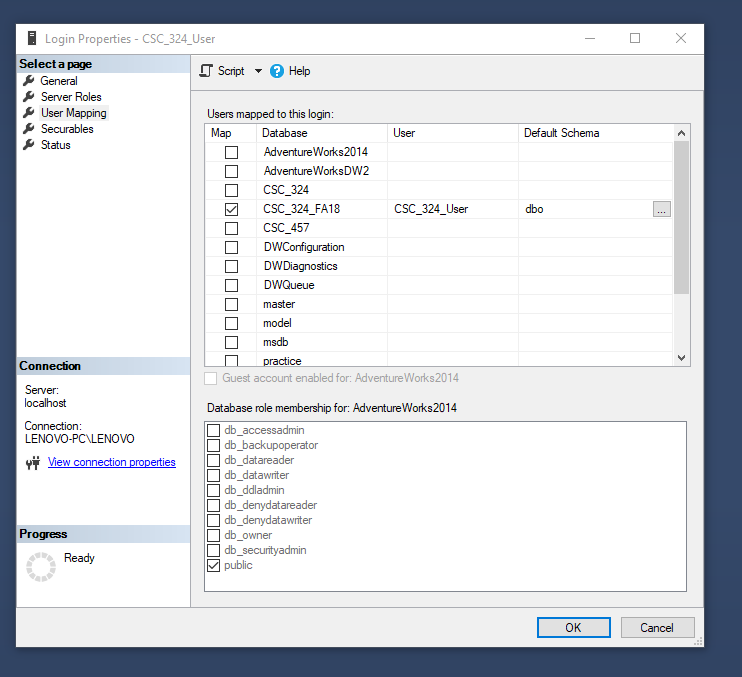 Login Properties - CSC_324_User
Select a page
General
Server Roles
User Mapping
Securables
Status
Connection
Server:
localhost
Connection:
LENOVO-PC\LENOVO
View connection properties
Progress
Ready
Script Help
Users mapped to this login:
Map Database User Default Schema
AdventureWorks2014
AdventureWorksDW2
CSC_324
CSC_324_FA18 CSC_324_User dbo ...
CSC_457
DWConfiguration
DWDiagnostics
DWQueue
master
model
msdb
practice
Guest account enabled for: AdventureWorks2014
Database role membership for: AdventureWorks2014
db_accessadmin
db_backupoperator
db_datareader
db_datawriter
db_ddladmin
db_denydatareader
db_denydatawriter
db_owner
db_securityadmin
public
OK Cancel